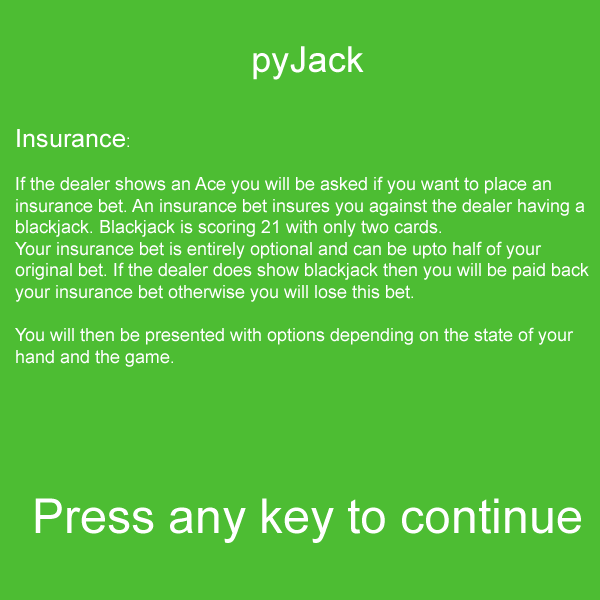 pyJack
Insurance:
If the dealer shows an Ace you will be asked if you want to place an
insurance bet. An insurance bet insures you against the dealer having a
blackjack. Blackjack is scoring 21 with only two cards.
Your insurance bet is entirely optional and can be upto half of your
original bet. If the dealer does show blackjack then you will be paid back
your insurance bet otherwise you will lose this bet.
You will then be presented with options depending on the state of your
hand and the game.
Press any key to continue